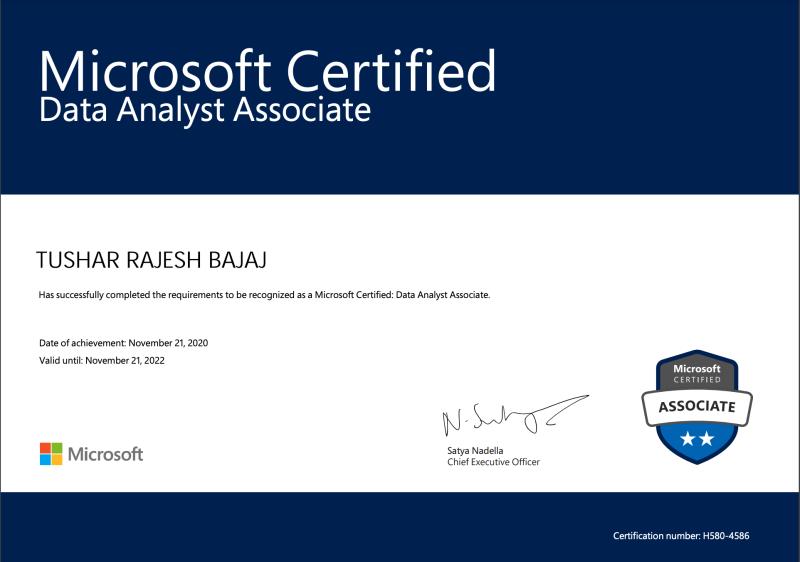 Microsoft Certified
Data Analyst Associate
TUSHAR RAJESH BAJAJ
Has successfully completed the requirements to be recognized as a Microsoft Certified: Data Analyst Associate.
Date of achievement: November 21, 2020
Valid until: November 21, 2022
Microsoft
CERTIFIED
ASSOCIATE
Satya Nadella
Chief Executive Officer
Microsoft
Certification number: H580-4586